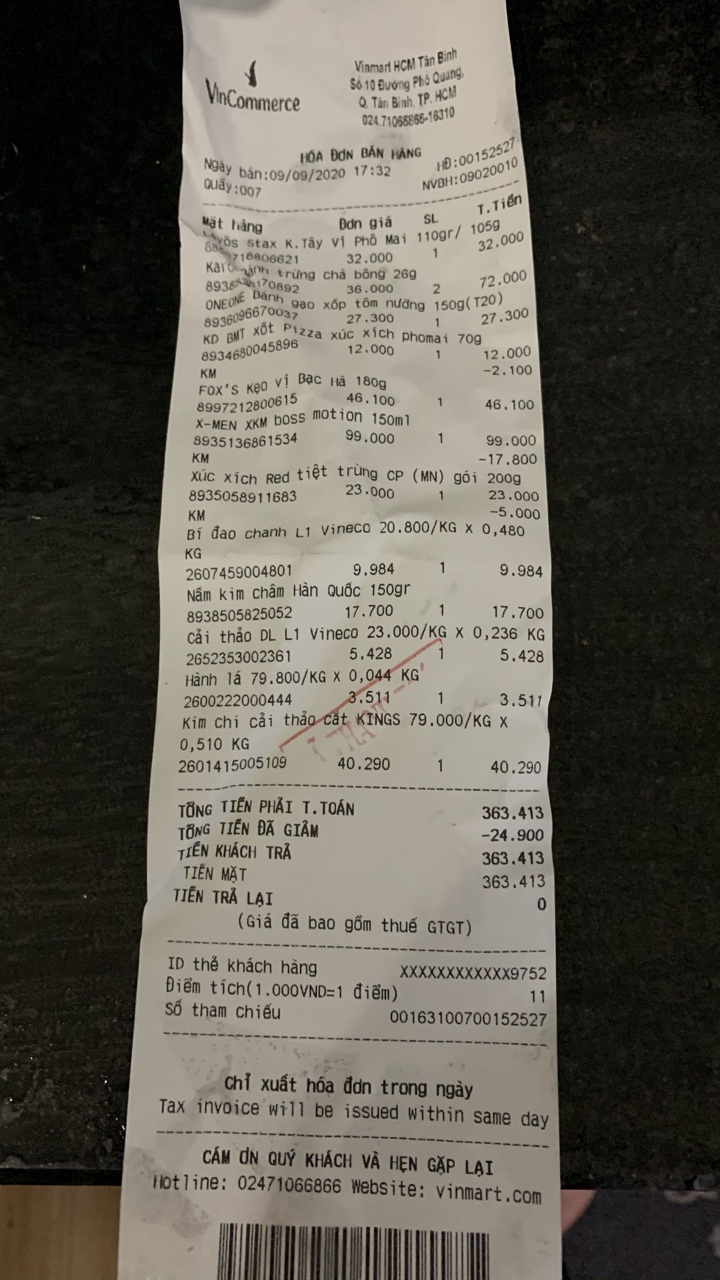 VinCommerce
Vinmart HCM Tân Bình
Số 10 Đường Phổ Quang,
Q. Tân Bình, TP. HCM
024.71066866-16310
HÓA ĐƠN BÁN HÀNG
Ngày bán:09/09/2020 17:32 HĐ:00152527
Quầy:007 NVBH:09020010
Mặt hàng Đơn giá SL T.Tiền
stax K.Tây Vị Phô Mai 110gr/ 105g
32.000 1 32.000
trứng chà bông 26g
36.000 2 72.000
ONEONE Bánh gạo xốp tôm nướng 150g(T20)
8936096670037 27.300 1 27.300
KD BMT xốt Pizza xúc xích phomai 70g
8934680045896 12.000 1 12.000
KM -2.100
FOX'S Kẹo Vị Bạc Hà 180g
8997212800615 46.100 1 46.100
X-MEN XKM boss motion 150ml
8935136861534 99.000 1 99.000
KM -17.800
Xúc xích Red tiệt trùng CP (MN) gói 200g
8935058911683 23.000 1 23.000
KM -5.000
Bí đao chanh L1 Vineco 20.800/KG X 0,480
KG
2607459004801 9.984 1 9.984
Nấm kim châm Hàn Quốc 150gr
8938505825052 17.700 1 17.700
Cải thảo DL L1 Vineco 23.000/KG X 0,236 KG
2652353002361 5.428 1 5.428
Hành lá 79.800/KG X 0,044 KG
2600222000444 3.511 1 3.511
Kim chi cải thảo cắt KINGS 79.000/KG X
0,510 KG
2601415005109 40.290 1 40.290
TỔNG TIỀN PHẢI T.TOÁN 363.413
TỔNG TIỀN ĐÃ GIẢM -24.900
TIỀN KHÁCH TRẢ 363.413
TIỀN MẶT 363.413
TIỀN TRẢ LẠI 0
(Giá đã bao gồm thuế GTGT)
ID thẻ khách hàng XXXXXXXXXXXX9752
Điểm tích(1.000VND=1 điểm) 11
Số tham chiếu 00163100700152527
Chỉ xuất hóa đơn trong ngày
Tax invoice will be issued within same day
CẢM ƠN QUÝ KHÁCH VÀ HẸN GẶP LẠI
Hotline: 02471066866 Website: vinmart.com